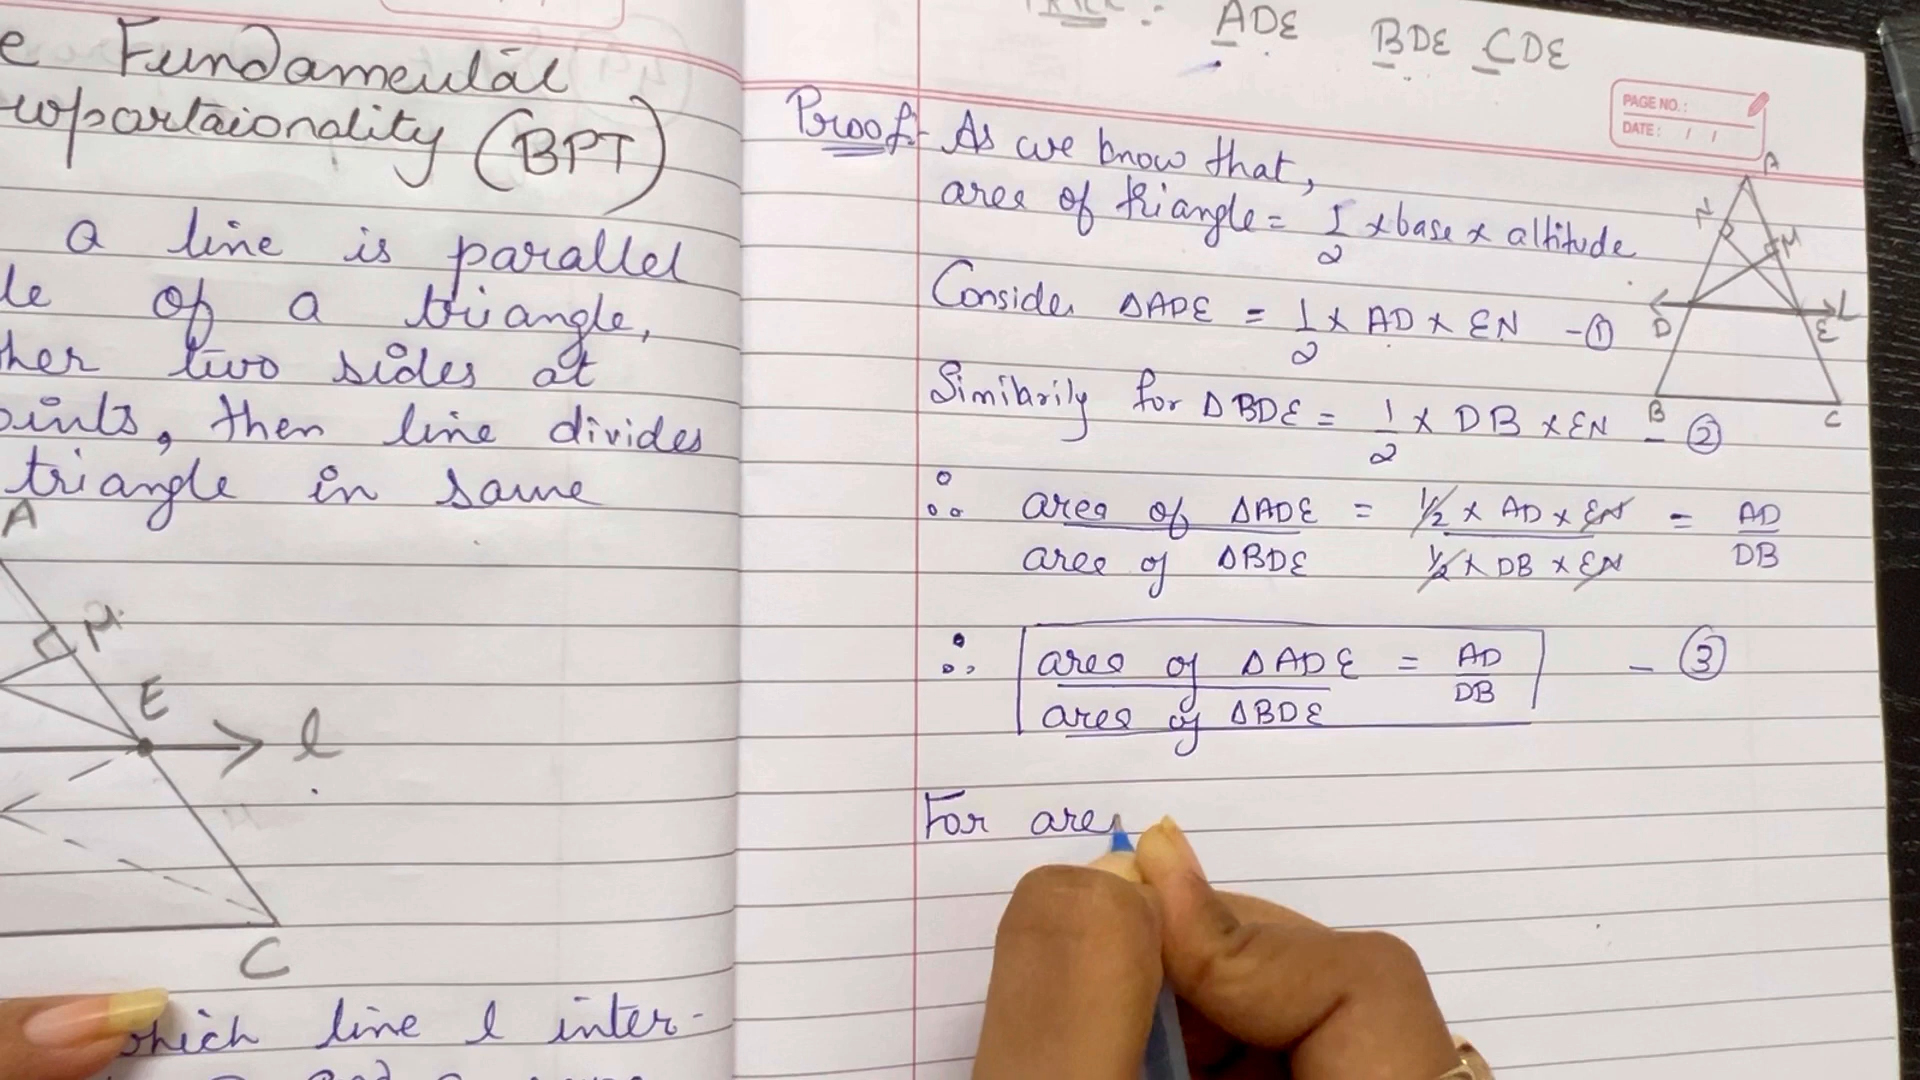 e Fundamental
(BPT)
a line is parallel
le of a triangle,
her two sides at
oints, then line divides
triangle in same
A
M
E
l
C
which line l inter-
ADE BDE CDE
PAGE NO.:
DATE: / /
Proof:- As we know that,
area of triangle = 1/2 x base x altitude
Consider ΔADE = 1/2 x AD x EN - ①
Similarily for ΔBDE = 1/2 x DB x EN - ②
∴ area of ΔADE = 1/2 x AD x EN = AD
area of ΔBDE 1/2 x DB x EN DB
∴ area of ΔADE = AD - ③
area of ΔBDE DB
For are
A
N
M
D
E
L
B
C